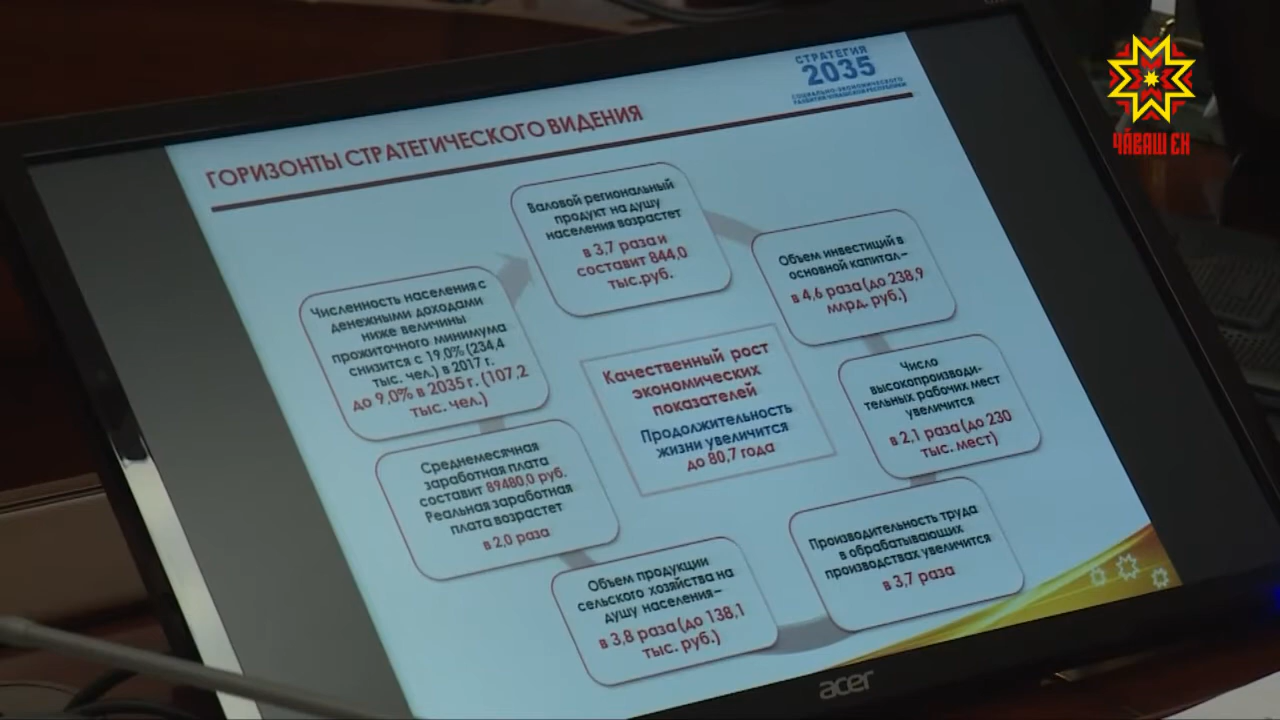 СТРАТЕГИЯ
2035
СОЦИАЛЬНО-ЭКОНОМИЧЕСКОГО
РАЗВИТИЯ ЧУВАШСКОЙ РЕСПУБЛИКИ
ЧӐВАШ ЕН
ГОРИЗОНТЫ СТРАТЕГИЧЕСКОГО ВИДЕНИЯ
Валовой региональный
продукт на душу
населения возрастет
в 3,7 раза и
составит 844,0
тыс.руб.
Объем инвестиций в
основной капитал–
в 4,6 раза (до 238,9
млрд. руб.)
Число
высокопроизводи-
тельных рабочих мест
увеличится
в 2,1 раза (до 230
тыс. мест)
Производительность труда
в обрабатывающих
производствах увеличится
в 3,7 раза
Объем продукции
сельского хозяйства на
душу населения–
в 3,8 раза (до 138,1
тыс. руб.)
Среднемесячная
заработная плата
составит 89480,0 руб.
Реальная заработная
плата возрастет
в 2,0 раза
Численность населения с
денежными доходами
ниже величины
прожиточного минимума
снизится с 19,0% (234,4
тыс. чел.) в 2017 г.
до 9,0% в 2035 г. (107,2
тыс. чел.)
Качественный рост
экономических
показателей
Продолжительность
жизни увеличится
до 80,7 года
acer